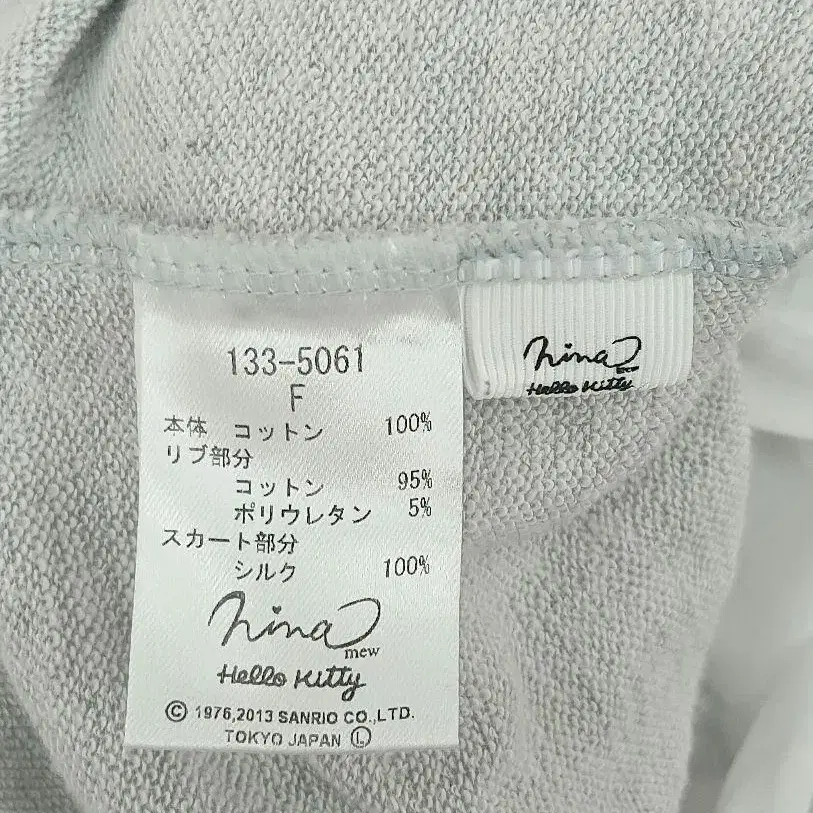 133-5061
F
本体 コットン 100%
リブ部分
コットン 95%
ポリウレタン 5%
スカート部分
シルク 100%
nina
mew
Hello Kitty
© 1976,2013 SANRIO CO.,LTD.
TOKYO JAPAN Ⓛ
nina
mew
Hello Kitty